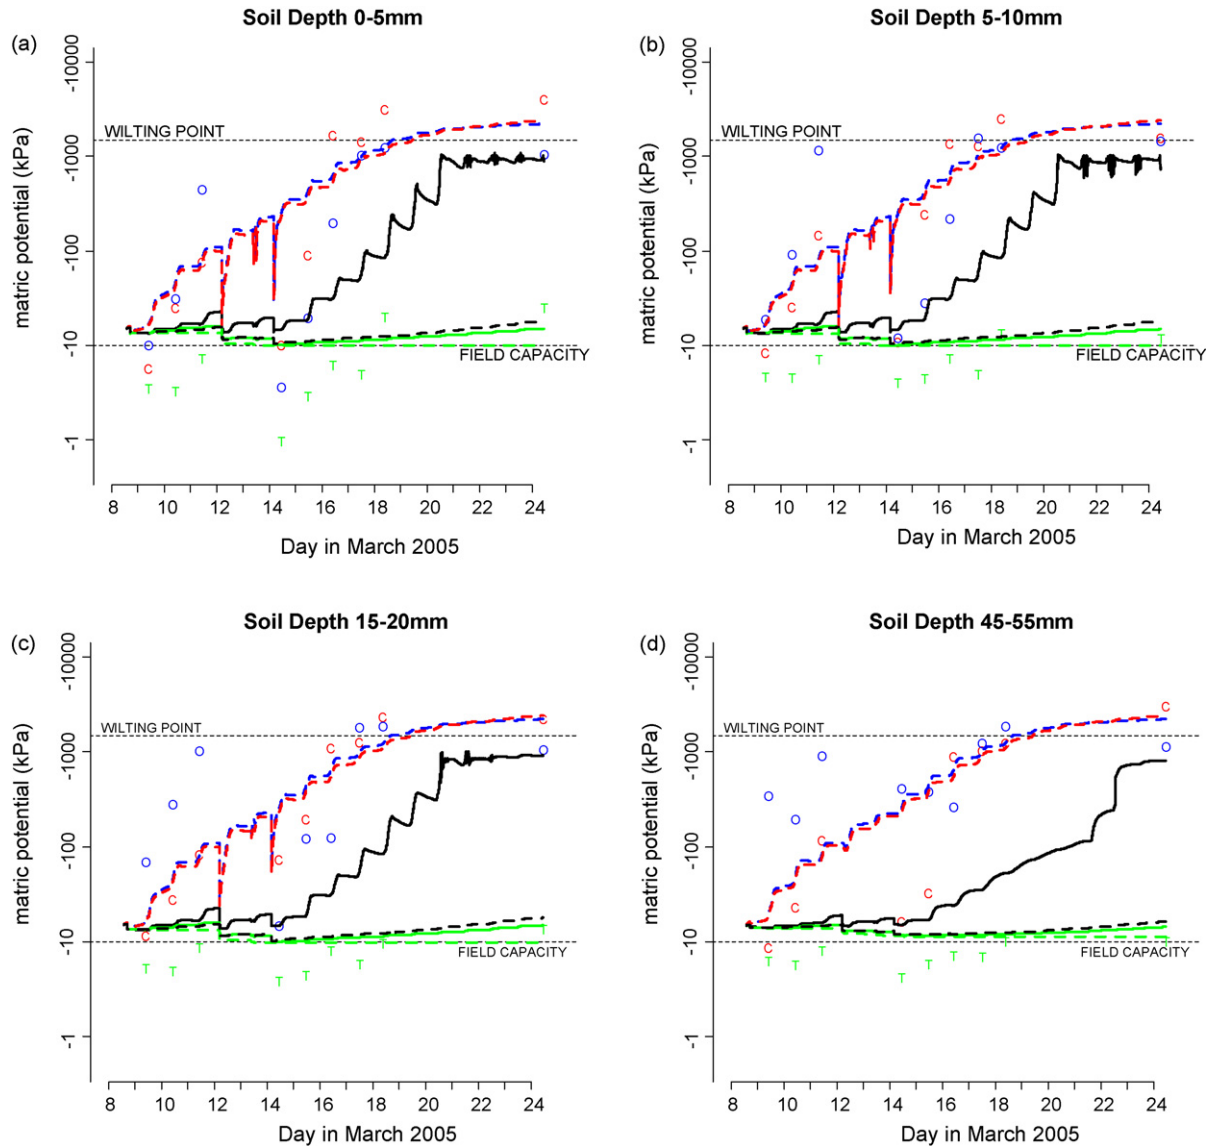 Soil Depth 0-5mm
(a)
matric potential (kPa)
-10000
-1000
-100
-10
-1
WILTING POINT
FIELD CAPACITY
C
C
C
C
C
C
C
C
C
C
O
O
O
O
O
O
O
O
O
T
T
T
T
T
T
T
T
T
8 10 12 14 16 18 20 22 24
Day in March 2005
Soil Depth 5-10mm
(b)
matric potential (kPa)
-10000
-1000
-100
-10
-1
WILTING POINT
FIELD CAPACITY
8 10 12 14 16 18 20 22 24
Day in March 2005
Soil Depth 15-20mm
(c)
matric potential (kPa)
-10000
-1000
-100
-10
-1
WILTING POINT
FIELD CAPACITY
8 10 12 14 16 18 20 22 24
Day in March 2005
Soil Depth 45-55mm
(d)
matric potential (kPa)
-10000
-1000
-100
-10
-1
WILTING POINT
FIELD CAPACITY
8 10 12 14 16 18 20 22 24
Day in March 2005